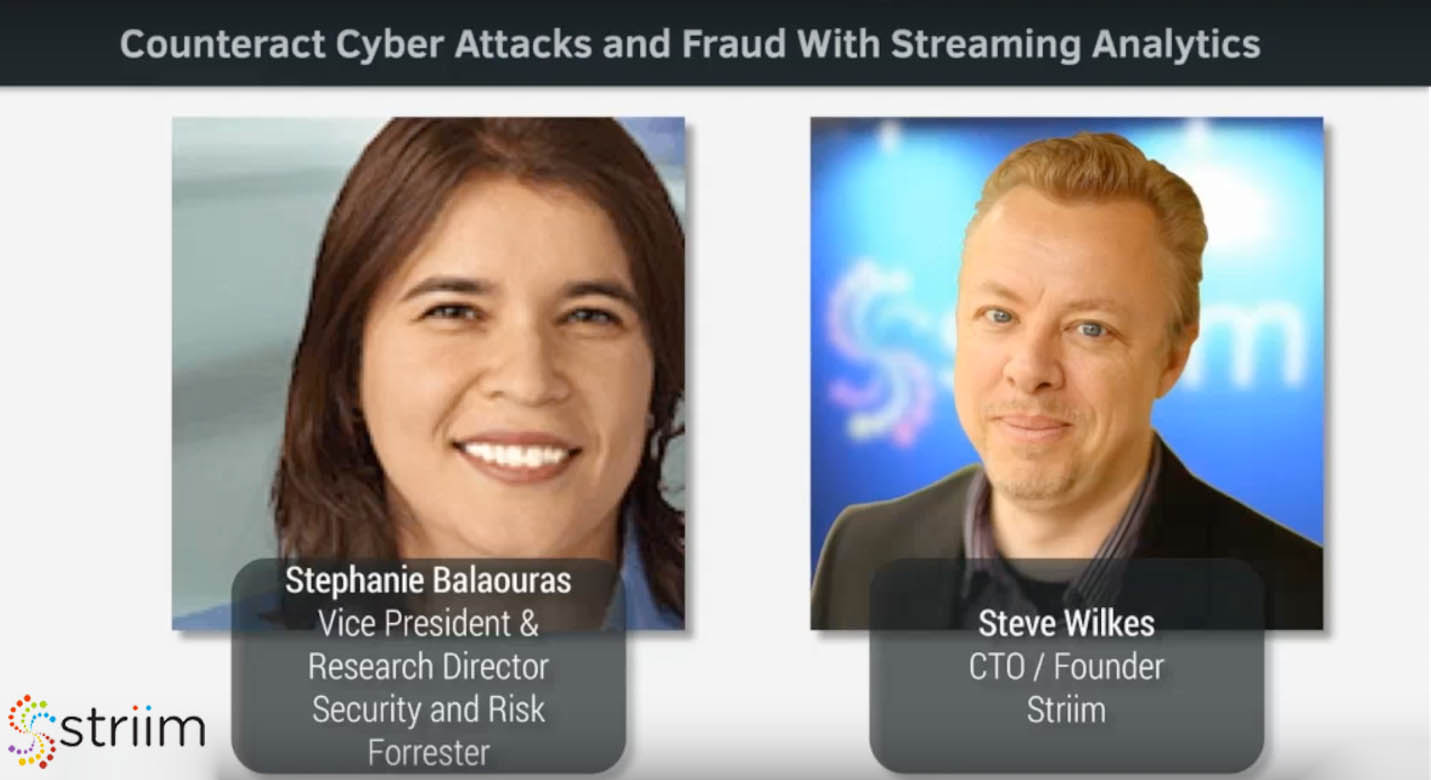 Counteract Cyber Attacks and Fraud With Streaming Analytics
Stephanie Balaouras
Vice President &
Research Director
Security and Risk
Forrester
Steve Wilkes
CTO / Founder
Striim
striim